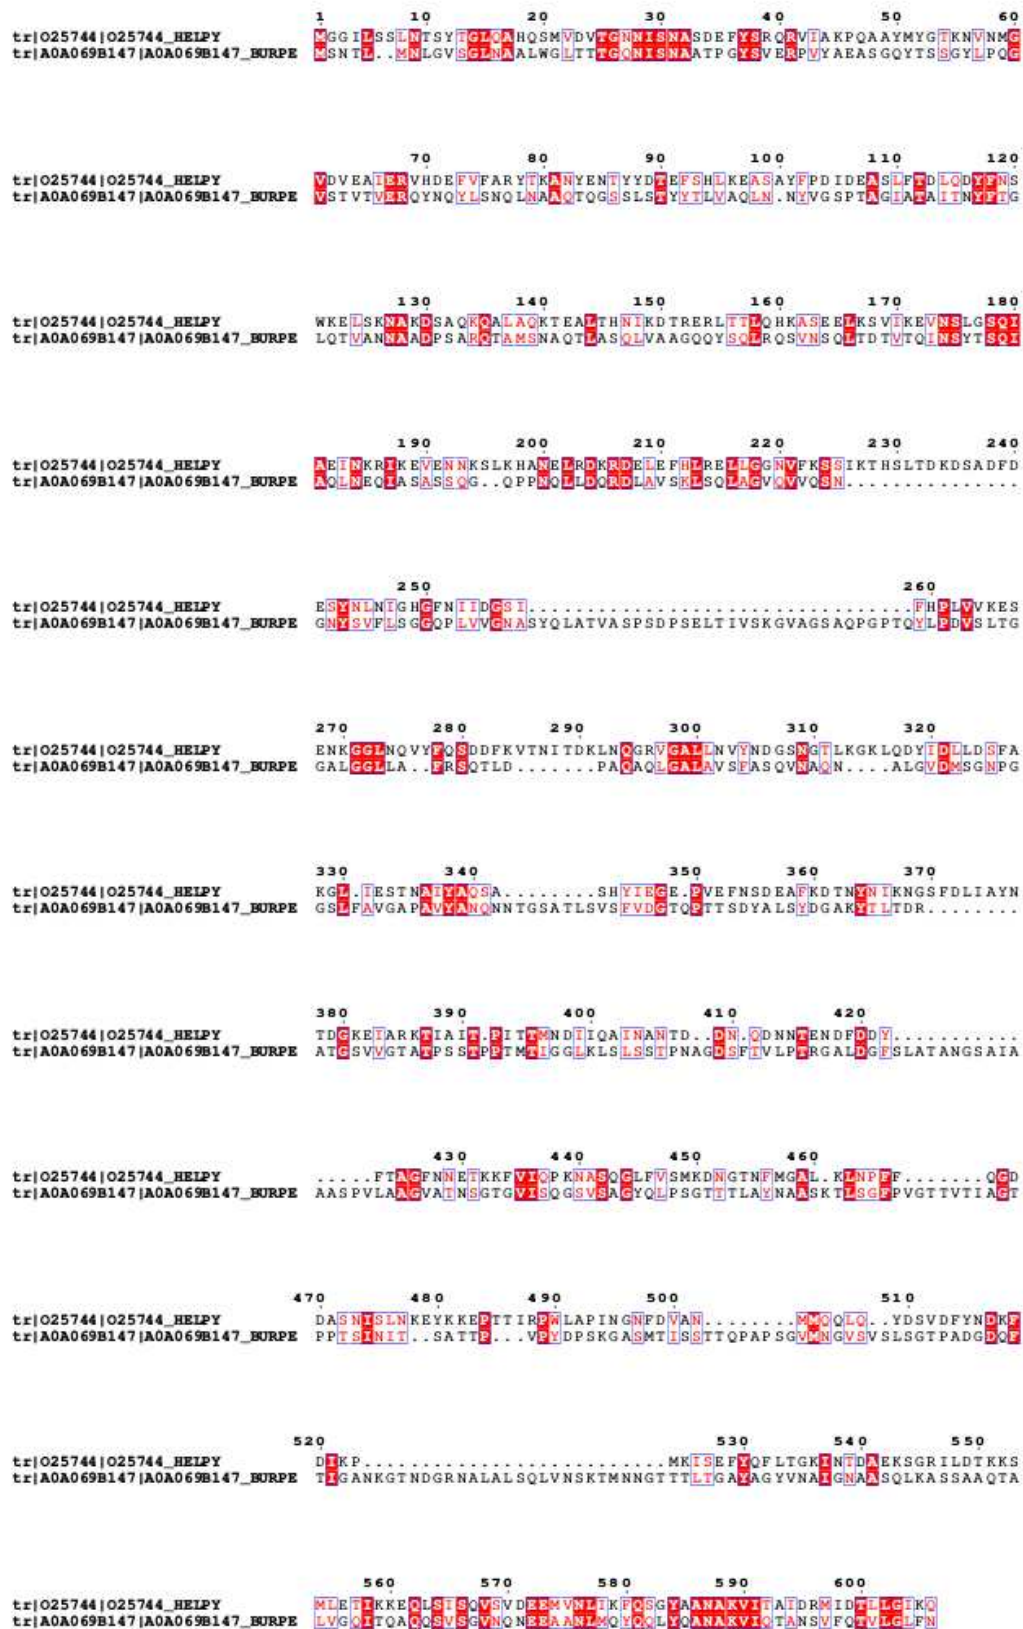 1 10 20 30 40 50 60
tr|O25744|O25744_HELPY MGGILSSLNTSYTGLQAHQSMVDVTGNNISNASDEFYSRQRVIAKPQAAYMYGTKNVNMG
tr|A0A069B147|A0A069B147_BURPE MSNTL..MNLGVSGLNAALWGLTTTGQNISNAATPGYSVERPVYAEASGQYTSSGYLPQG
70 80 90 100 110 120
tr|O25744|O25744_HELPY VDVEAIERVHDEFVFARYTKANYENTYYDTEFSHLKEASAYFPDIDEASLFTDLQDYFNS
tr|A0A069B147|A0A069B147_BURPE VSTVTVERQYNQYLSNQLNAAQTQGSSLSTYYTLVAQLN.NYVGSPTAGIATAITNYFTG
130 140 150 160 170 180
tr|O25744|O25744_HELPY WKELSKNAKDSAQKQALAQKTEALTHNIKDTRERLTTLQHKASEELKSVIKEVNSLGSQI
tr|A0A069B147|A0A069B147_BURPE LQTVANNAADPSARQTAMSNAQTLASQLVAAGQQYSQLRQSVNSQLTDTVTQINSYTSQI
190 200 210 220 230 240
tr|O25744|O25744_HELPY AEINKRIKEVENNKSLKHANELRDKRDELEFHLRELLGGNVFKSSIKTHSLTDKDSADFD
tr|A0A069B147|A0A069B147_BURPE AQLNEQIASASSQG..QPPNQLLDQRDLAVSKLSQLAGVQVVQSN...............
250 260
tr|O25744|O25744_HELPY ESYNLNIGHGFNIIDGSI.................................FHPLVVKES
tr|A0A069B147|A0A069B147_BURPE GNYSVFLSGGQPLVVGNASYQLATVASPSDPSELTIVSKGVAGSAQPGPTQYLPDVSLTG
270 280 290 300 310 320
tr|O25744|O25744_HELPY ENKGGLNQVYFQSDDFKVTNITDKLNQGRVGALLNVYNDGSNGTLKGKLQDYIDLLDSFA
tr|A0A069B147|A0A069B147_BURPE GALGGLLA..FRSQTLD.......PAQAQLGALAVSFASQVNAQN....ALGVDMSGNPG
330 340 350 360 370
tr|O25744|O25744_HELPY KGL.IESTNAIYAQSA........SHYIEGE.PVEFNSDEAFKDTNYNIKNGSFDLIAYN
tr|A0A069B147|A0A069B147_BURPE GSLFAVGAPAVYANQNNTGSATLSVSFVDGTQPTTSDYALSYDGAKYTLTDR........
380 390 400 410 420
tr|O25744|O25744_HELPY TDGKEIARKTIAIT.PITTMNDIIQAINANTD..DN.QDNNTENDFDDY...........
tr|A0A069B147|A0A069B147_BURPE ATGSVVGTATPSSTPPTMTIGGLKLSLSSTPNAGDSFTVLPTRGALDGFSLATANGSAIA
430 440 450 460
tr|O25744|O25744_HELPY .....FTAGFNNETKKFVIQPKNASQGLFVSMKDNGTNFMGAL.KLNPFF.......QGD
tr|A0A069B147|A0A069B147_BURPE AASPVLAAGVATNSGTGVISQGSVSAGYQLPSGTTTLAYNAASKTLSGFPVGTTVTIAGT
470 480 490 500 510
tr|O25744|O25744_HELPY DASNISLNKEYKKEPTTIRPWLAPINGNFDVAN........MMQQLQ..YDSVDFYNDKF
tr|A0A069B147|A0A069B147_BURPE PPTSINIT..SATTP...VPYDPSKGASMTISSTTQPAPSGVMNGVSVSLSGTPADGDQF
520 530 540 550
tr|O25744|O25744_HELPY DIKP..........................MKISEFYQFLTGKINTDAEKSGRILDTKKS
tr|A0A069B147|A0A069B147_BURPE TIGANKGTNDGRNALALSQLVNSKTMNNGTTTLTGAYAGYVNAIGNAASQLKASSAAQTA
560 570 580 590 600
tr|O25744|O25744_HELPY MLETIKKEQLSISQVSVDEEMVNLIKFQSGYAANAKVITAIDRMIDTLLGIKQ
tr|A0A069B147|A0A069B147_BURPE LVGQITQAQQSVSGVNQNEEAANLMQYQQLYQANAKVIQTANSVFQTVLGLFN